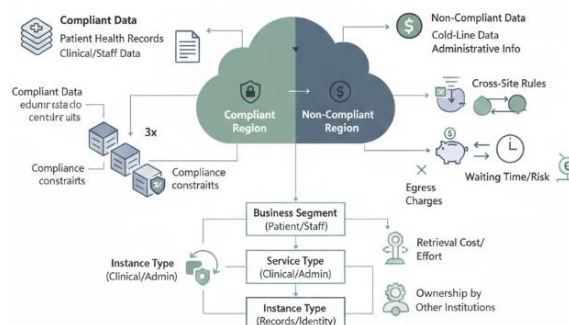 Compliant Data
Patient Health Records
Clinical/Staff Data
Non-Compliant Data
Cold-Line Data
Administrative Info
Compliant Region
Non-Compliant Region
Compliant Data
3x
Compliance constraints
Compliance constraints
Cross-Site Rules
Egress Charges
Waiting Time/Risk
Business Segment
(Patient/Staff)
Instance Type
(Clinical/Admin)
Service Type
(Clinical/Admin)
Instance Type
(Records/Identity)
Retrieval Cost/
Effort
Ownership by
Other Institutions